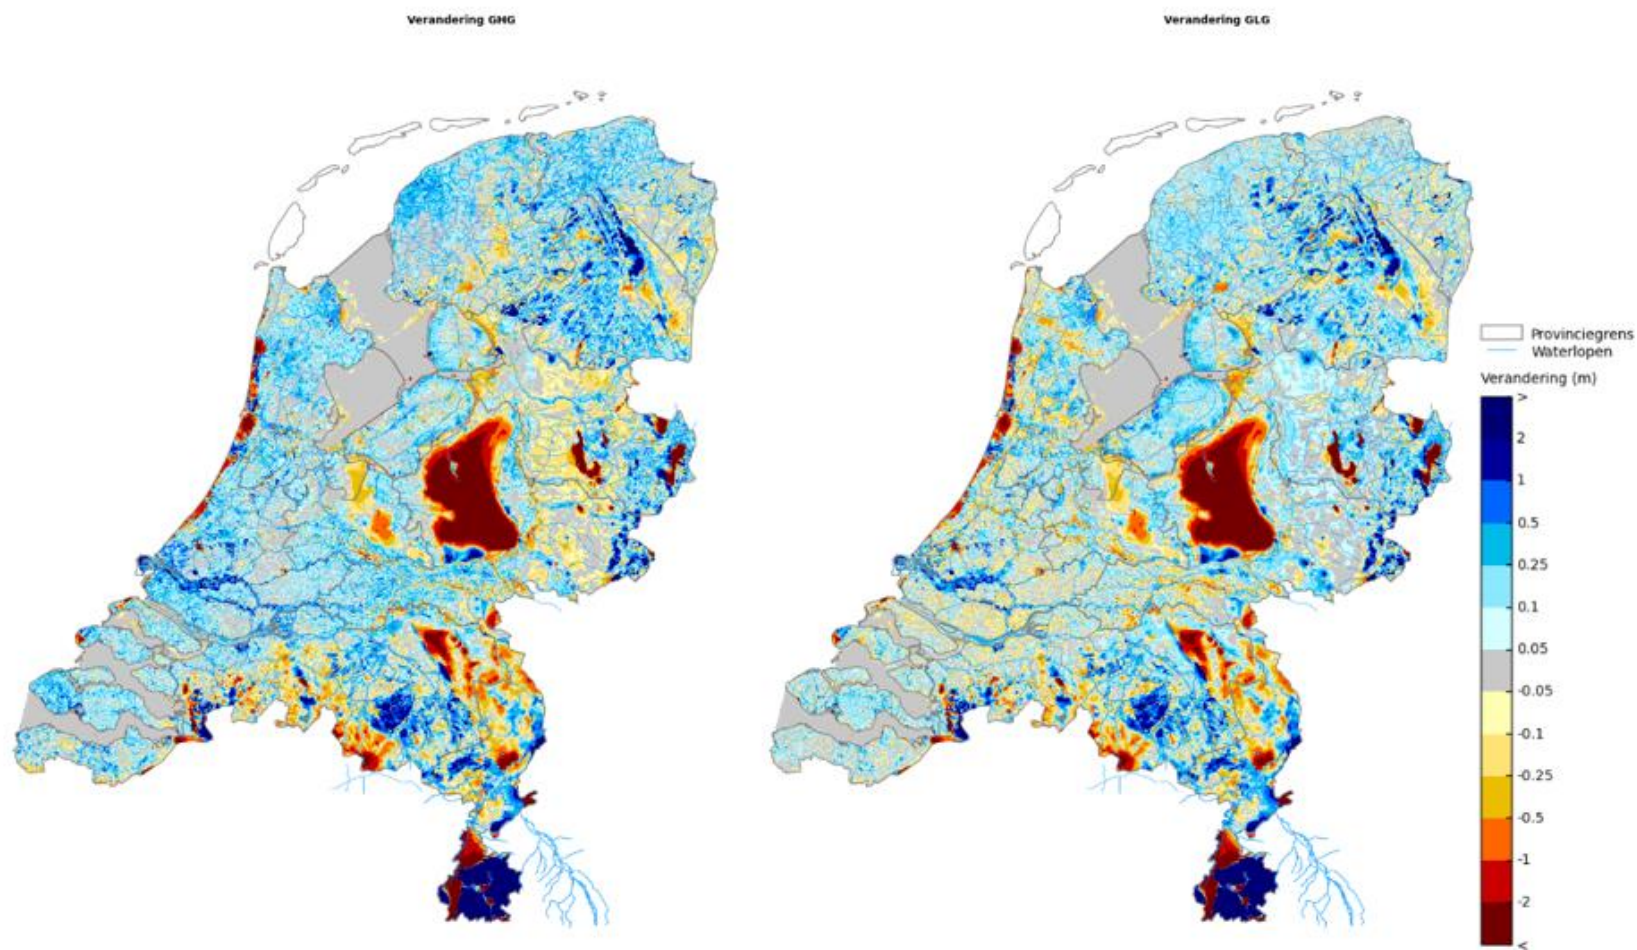 Verandering GHG
Verandering GLG
Provinciegrens
Waterlopen
Verandering (m)
>
2
1
0.5
0.25
0.1
0.05
-0.05
-0.1
-0.25
-0.5
-1
-2
<